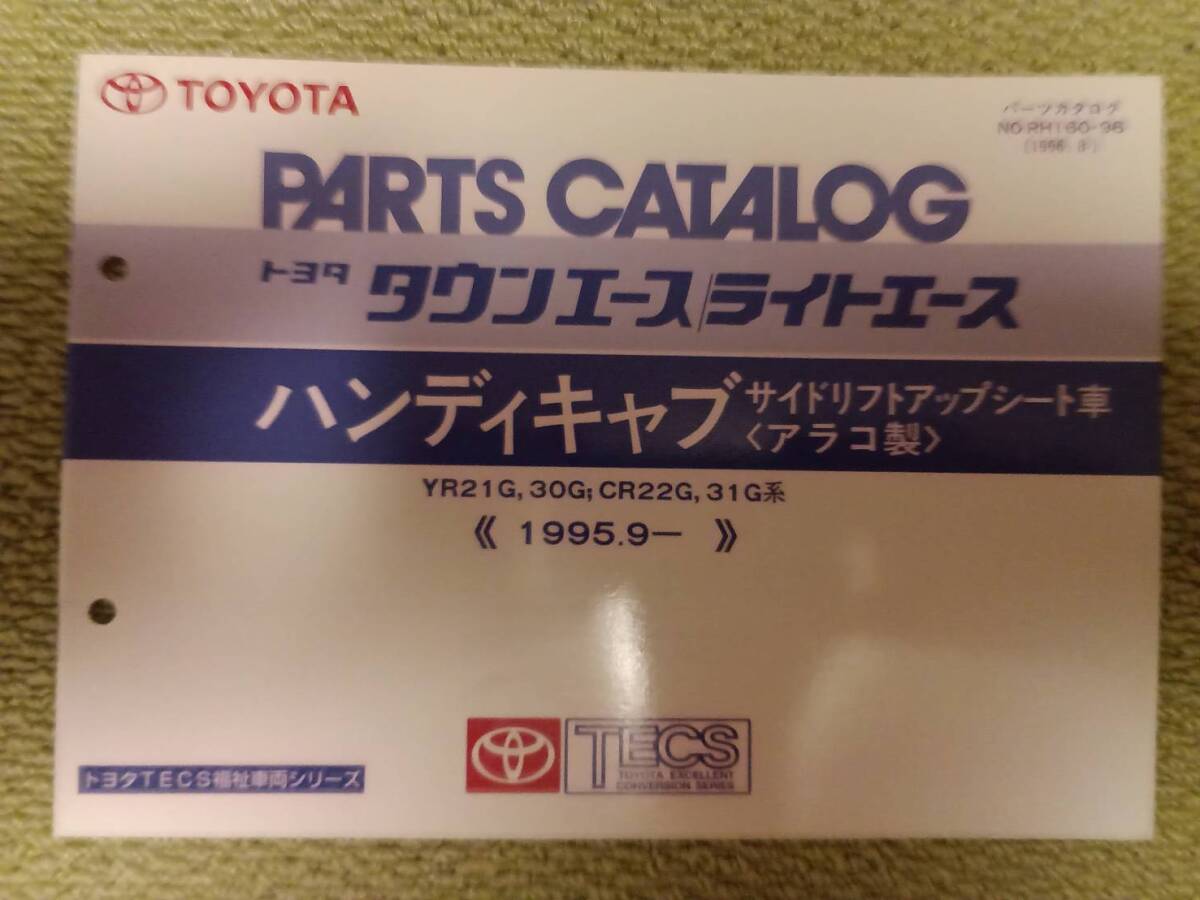 TOYOTA
パーツカタログ
NO.RH160-96
PARTS CATALOG
トヨタ タウンエース/ライトエース
ハンディキャブ サイドリフトアップシート車
〈アラコ製〉
YR21G, 30G; CR22G, 31G系
《 1995.9ー 》
TECS
TOYOTA EXCELLENT
CONVERSION SERIES
トヨタTECS福祉車両シリーズ